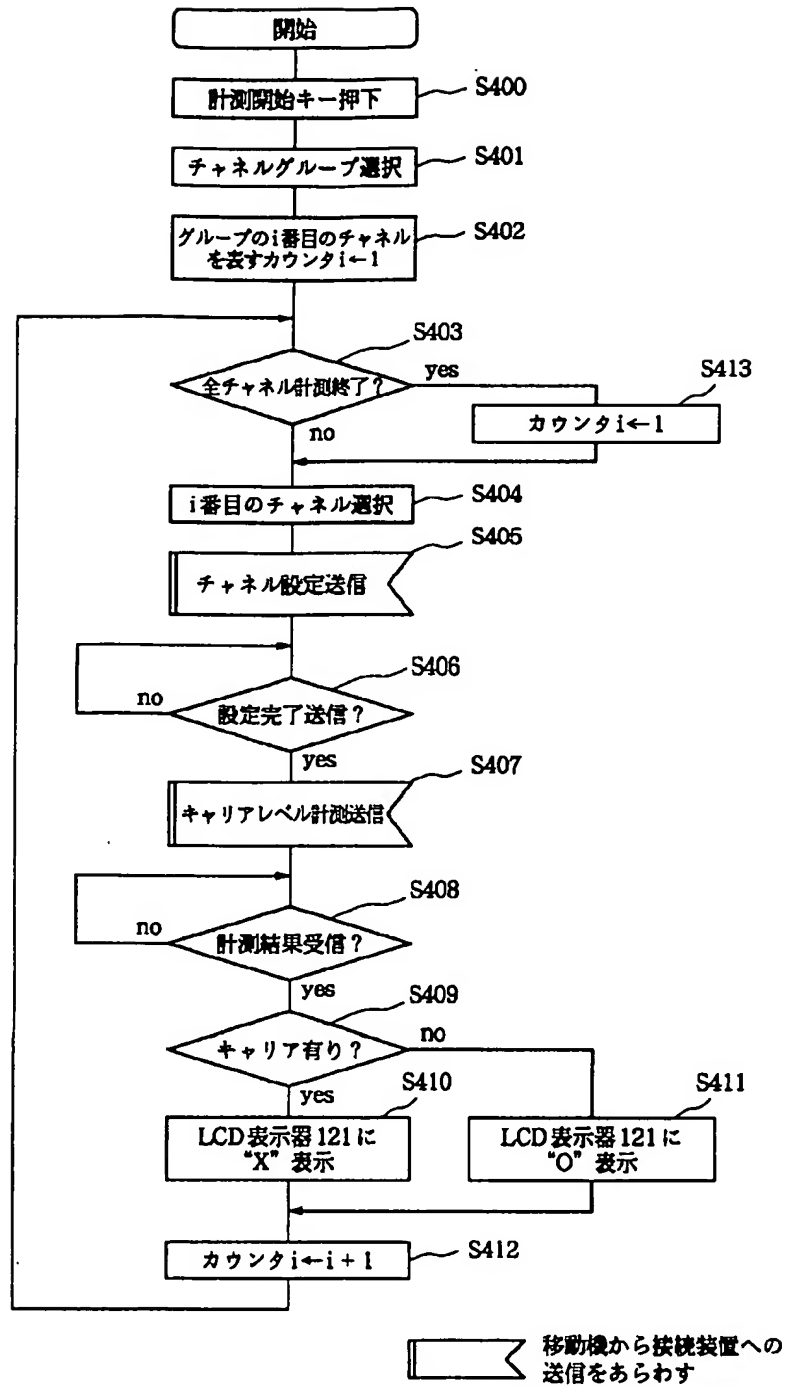 開始
計測開始キー押下
S400
チャネルグループ選択
S401
グループのi番目のチャネル
を表すカウンタi←1
S402
S403
全チャネル計測終了?
yes
no
S413
カウンタi←1
i番目のチャネル選択
S404
S405
チャネル設定送信
S406
no
設定完了送信?
yes
S407
キャリアレベル計測送信
S408
no
計測結果受信?
yes
S409
キャリア有り?
no
yes
S410
LCD表示器121に
“X”表示
S411
LCD表示器121に
“O”表示
カウンタi←i+1
S412
移動機から接続装置への
送信をあらわす